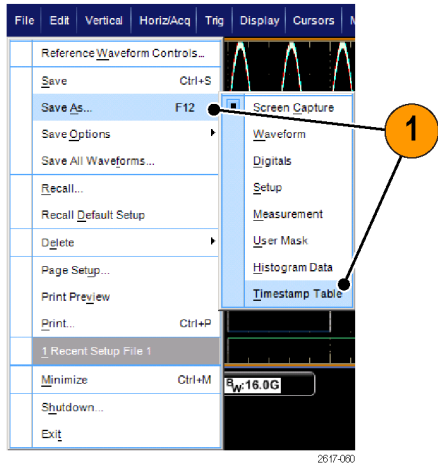 File Edit Vertical Horiz/Acq Trig Display Cursors
Reference Waveform Controls...
Save Ctrl+S
Save As... F12
Save Options
Save All Waveforms...
Recall...
Recall Default Setup
Delete
Page Setup...
Print Preview
Print... Ctrl+P
1 Recent Setup File 1
Minimize Ctrl+M
Shutdown...
Exit
Screen Capture
Waveform
Digitals
Setup
Measurement
User Mask
Histogram Data
Timestamp Table
1
BW:16.0G
2617-060